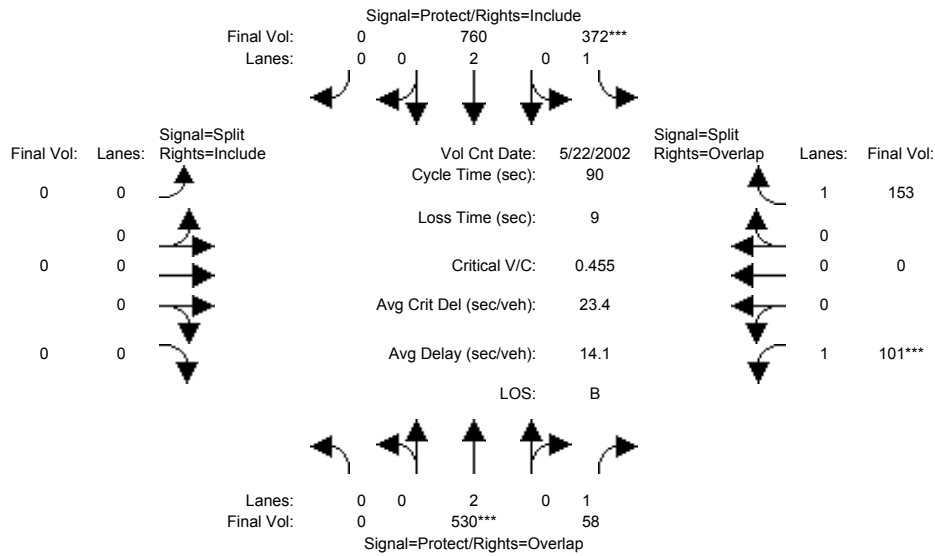 Signal=Protect/Rights=Include
Final Vol: 0 760 372***
Lanes: 0 0 2 0 1
Signal=Split
Final Vol: Lanes: Rights=Include
Vol Cnt Date: 5/22/2002
Signal=Split
Rights=Overlap Lanes: Final Vol:
Cycle Time (sec): 90
0 0
1 153
Loss Time (sec): 9
0
0
0 0
Critical V/C: 0.455
0 0
0
Avg Crit Del (sec/veh): 23.4
0
0 0
Avg Delay (sec/veh): 14.1
1 101***
LOS: B
Lanes: 0 0 2 0 1
Final Vol: 0 530*** 58
Signal=Protect/Rights=Overlap